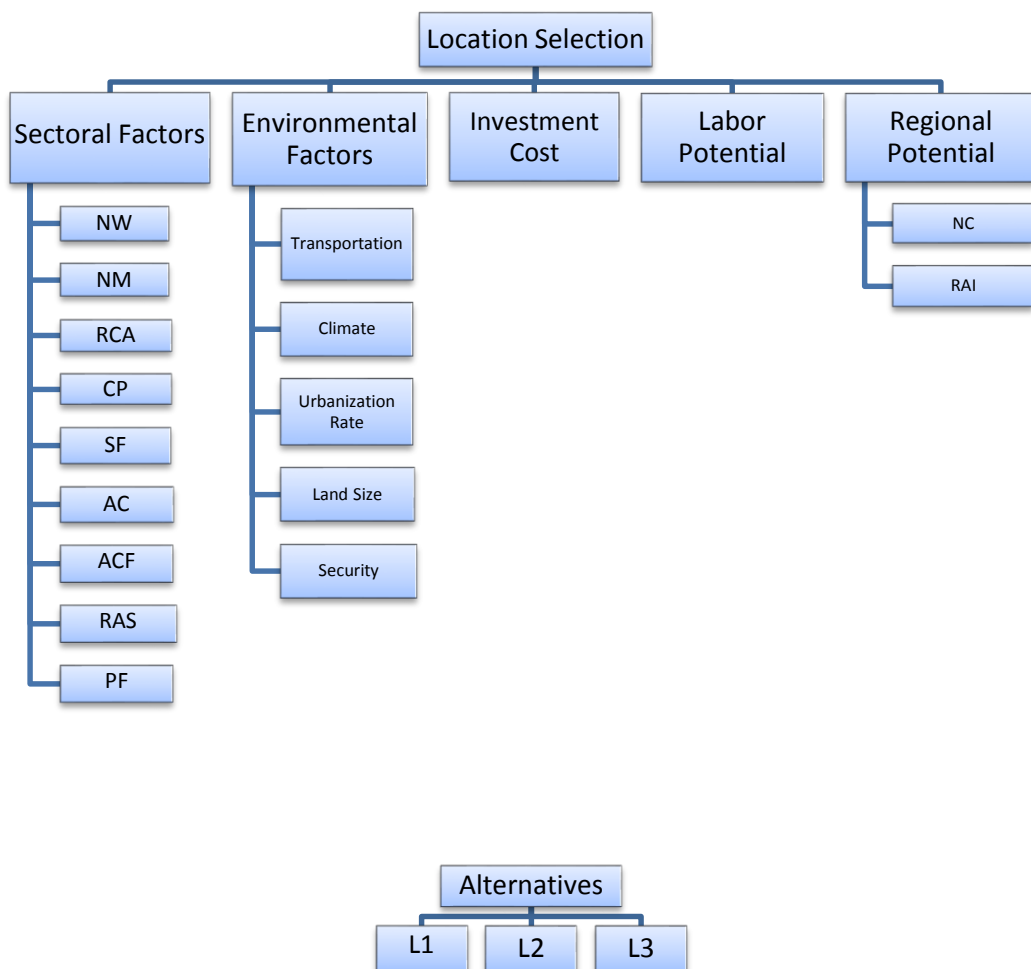 Location Selection
Sectoral Factors
Environmental
Factors
Investment
Cost
Labor
Potential
Regional
Potential
NW
NM
RCA
CP
SF
AC
ACF
RAS
PF
Transportation
Climate
Urbanization
Rate
Land Size
Security
NC
RAI
Alternatives
L1
L2
L3